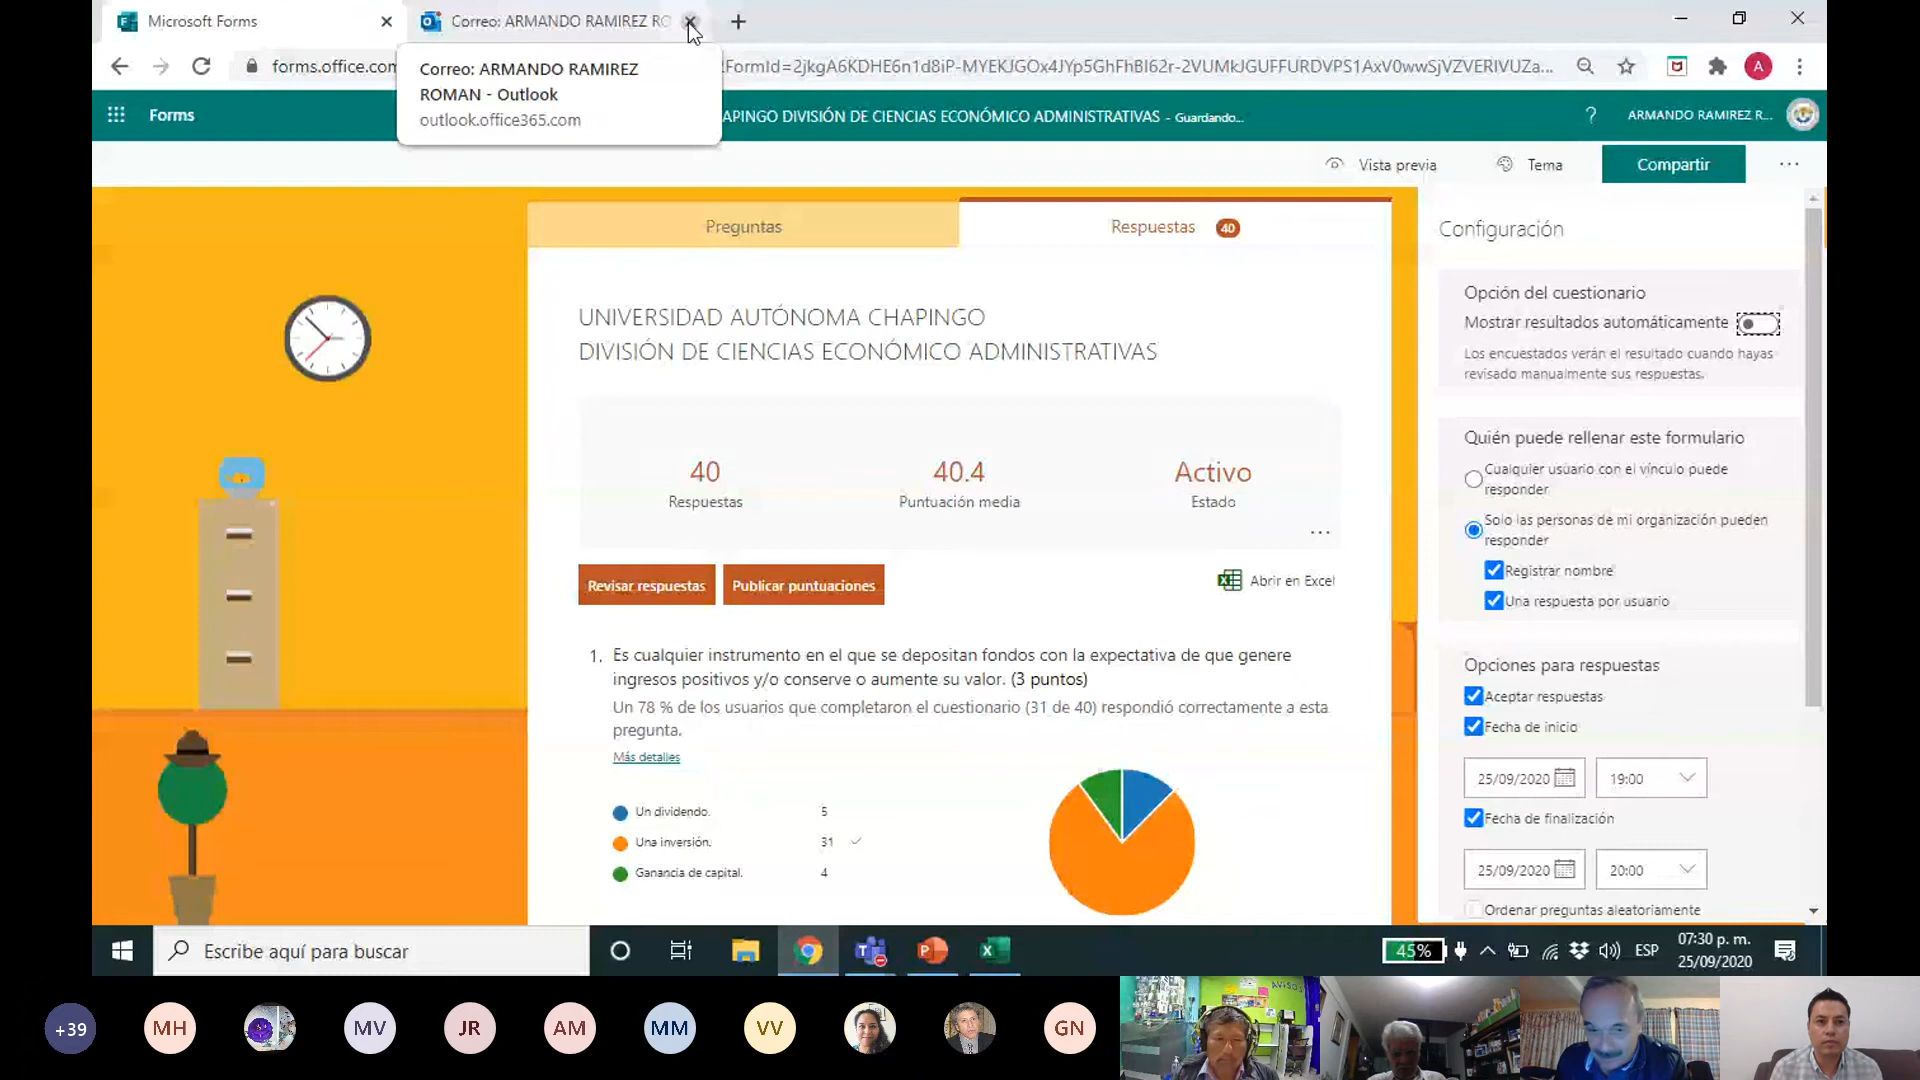 Microsoft Forms
Correo: ARMANDO RAMIREZ RO
forms.office.com
FormId=2jkgA6KDHE6n1d8iP-MYEKJGOx4JYp5GhFhBI62r-2VUMkJGUFFURDVPS1AxV0wwSjVZVERIVUZa...
A
Correo: ARMANDO RAMIREZ
ROMAN - Outlook
outlook.office365.com
Forms
APINGO DIVISIÓN DE CIENCIAS ECONÓMICO ADMINISTRATIVAS - Guardando...
?
ARMANDO RAMIREZ R...
Vista previa
Tema
Compartir
Preguntas
Respuestas 40
Configuración
UNIVERSIDAD AUTÓNOMA CHAPINGO
DIVISIÓN DE CIENCIAS ECONÓMICO ADMINISTRATIVAS
40
Respuestas
40.4
Puntuación media
Activo
Estado
Revisar respuestas
Publicar puntuaciones
Abrir en Excel
1. Es cualquier instrumento en el que se depositan fondos con la expectativa de que genere
ingresos positivos y/o conserve o aumente su valor. (3 puntos)
Un 78 % de los usuarios que completaron el cuestionario (31 de 40) respondió correctamente a esta
pregunta.
Más detalles
Un dividendo. 5
Una inversión. 31
Ganancia de capital. 4
Opción del cuestionario
Mostrar resultados automáticamente
Los encuestados verán el resultado cuando hayas
revisado manualmente sus respuestas.
Quién puede rellenar este formulario
Cualquier usuario con el vínculo puede
responder
Solo las personas de mi organización pueden
responder
Registrar nombre
Una respuesta por usuario
Opciones para respuestas
Aceptar respuestas
Fecha de inicio
25/09/2020 19:00
Fecha de finalización
25/09/2020 20:00
Ordenar preguntas aleatoriamente
Escribe aquí para buscar
45%
ESP
07:30 p. m.
25/09/2020
+39
MH
MV
JR
AM
MM
VV
GN
AVISOS